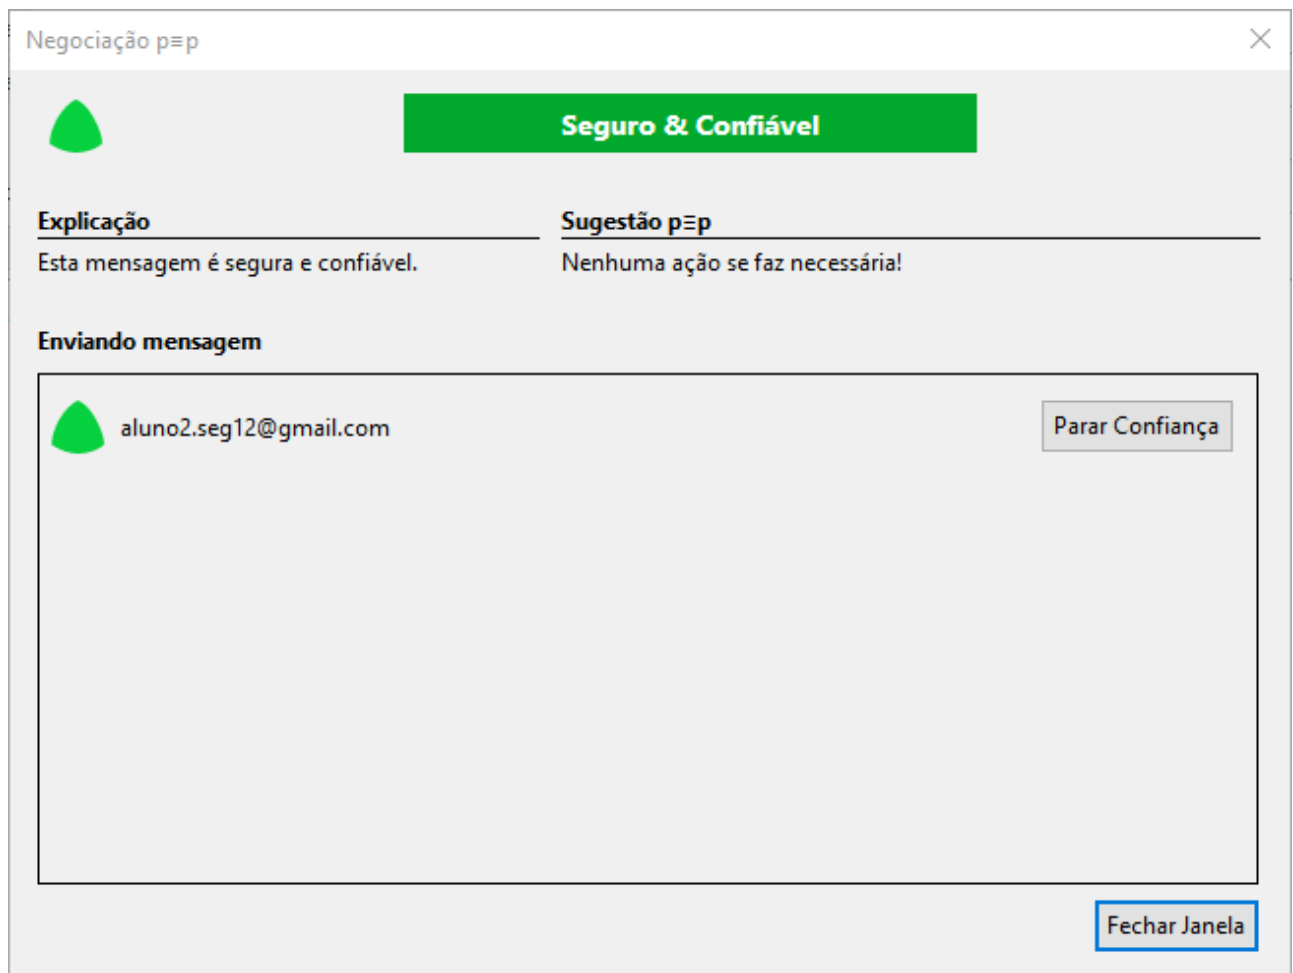 Negociação p≡p
Seguro & Confiável
Explicação
Sugestão p≡p
Esta mensagem é segura e confiável.
Nenhuma ação se faz necessária!
Enviando mensagem
aluno2.seg12@gmail.com
Parar Confiança
Fechar Janela